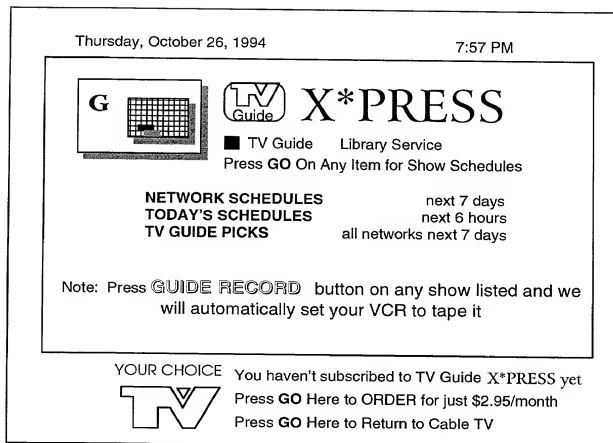 Thursday, October 26, 1994 7:57 PM
G TV Guide X*PRESS
TV Guide Library Service
Press GO On Any Item for Show Schedules
NETWORK SCHEDULES next 7 days
TODAY'S SCHEDULES next 6 hours
TV GUIDE PICKS all networks next 7 days
Note: Press GUIDE RECORD button on any show listed and we
will automatically set your VCR to tape it
YOUR CHOICE TV
You haven't subscribed to TV Guide X*PRESS yet
Press GO Here to ORDER for just $2.95/month
Press GO Here to Return to Cable TV